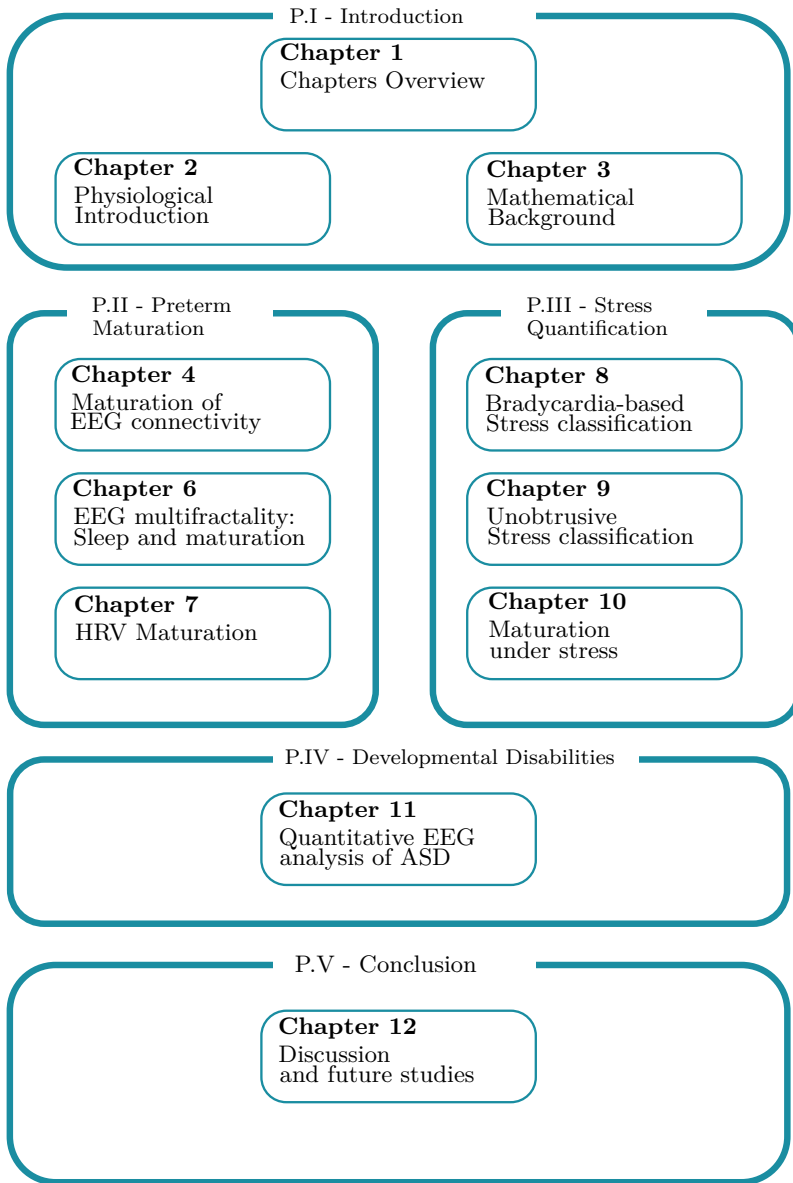 P.I - Introduction
Chapter 1
Chapters Overview
Chapter 2
Physiological
Introduction
Chapter 3
Mathematical
Background
P.II - Preterm
Maturation
Chapter 4
Maturation of
EEG connectivity
Chapter 6
EEG multifractality:
Sleep and maturation
Chapter 7
HRV Maturation
P.III - Stress
Quantification
Chapter 8
Bradycardia-based
Stress classification
Chapter 9
Unobtrusive
Stress classification
Chapter 10
Maturation
under stress
P.IV - Developmental Disabilities
Chapter 11
Quantitative EEG
analysis of ASD
P.V - Conclusion
Chapter 12
Discussion
and future studies